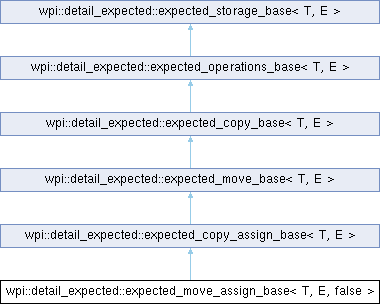 wpi::detail_expected::expected_storage_base< T, E >
wpi::detail_expected::expected_operations_base< T, E >
wpi::detail_expected::expected_copy_base< T, E >
wpi::detail_expected::expected_move_base< T, E >
wpi::detail_expected::expected_copy_assign_base< T, E >
wpi::detail_expected::expected_move_assign_base< T, E, false >